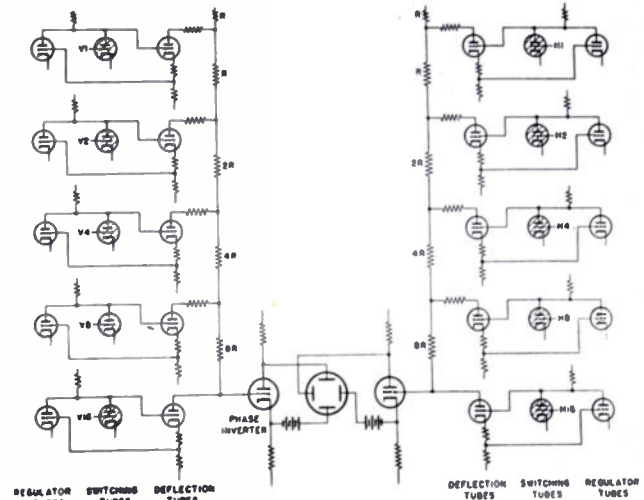 R
V1
R
V2
2R
V4
4R
V8
8R
V16
PHASE
INVERTER
REGULATOR
SWITCHING
DEFLECTION
R
H1
R
H2
2R
H4
4R
H8
8R
H16
DEFLECTION
TUBES
SWITCHING
TUBES
REGULATOR
TUBES